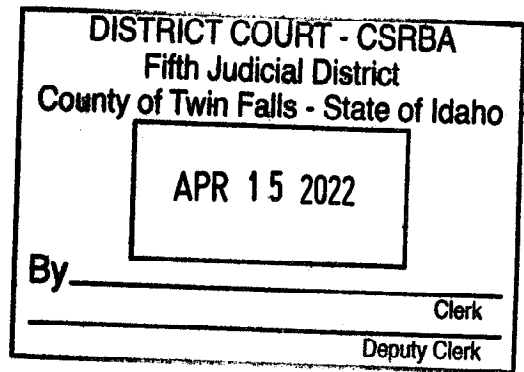 DISTRICT COURT - CSRBA
Fifth Judicial District
County of Twin Falls - State of Idaho
APR 15 2022
By
Clerk
Deputy Clerk